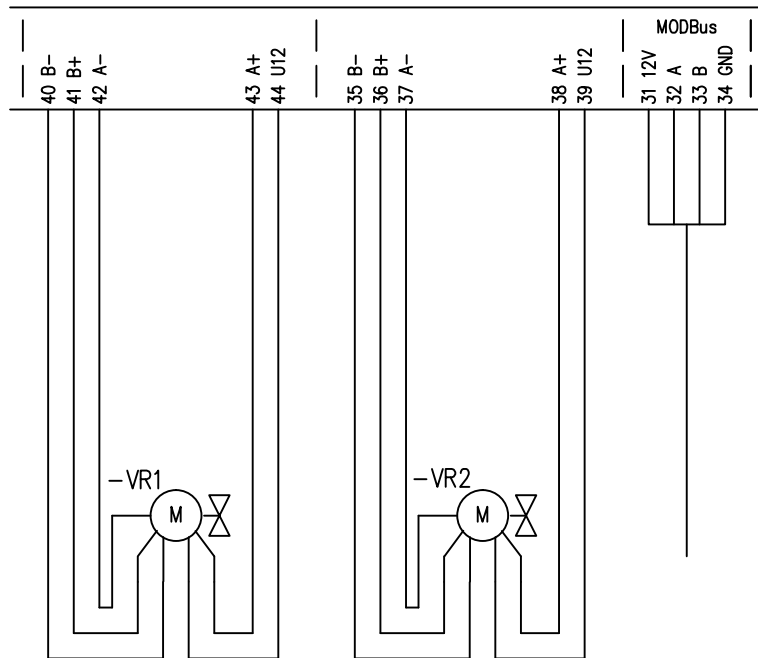 MODBus
40 B-
41 B+
42 A-
43 A+
44 U12
35 B-
36 B+
37 A-
38 A+
39 U12
31 12V
32 A
33 B
34 GND
-VR1
M
-VR2
M